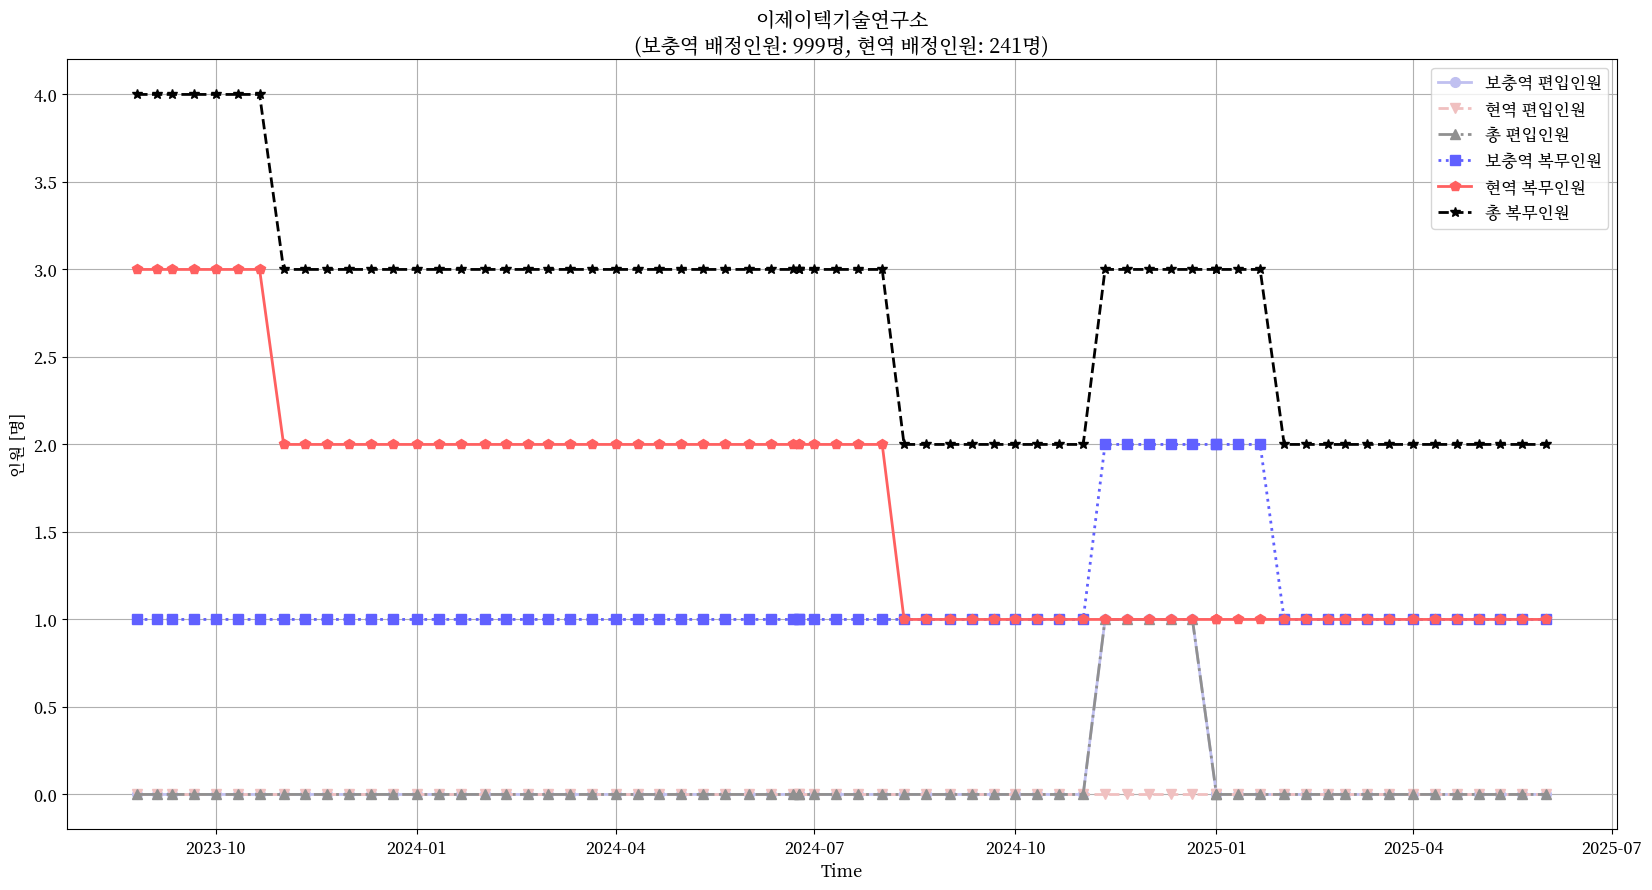 이제이텍기술연구소
(보충역 배정인원: 999명, 현역 배정인원: 241명)
보충역 편입인원
현역 편입인원
총 편입인원
보충역 복무인원
현역 복무인원
총 복무인원
인원 [명]
4.0
3.5
3.0
2.5
2.0
1.5
1.0
0.5
0.0
2023-10
2024-01
2024-04
2024-07
2024-10
2025-01
2025-04
2025-07
Time